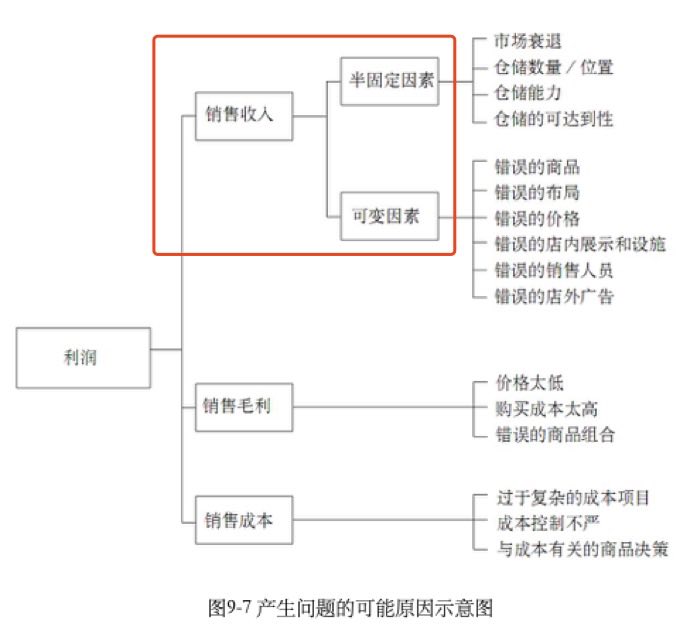 市场衰退
仓储数量／位置
半固定因素
仓储能力
销售收入
仓储的可达到性
错误的商品
错误的布局
可变因素
错误的价格
错误的店内展示和设施
错误的销售人员
错误的店外广告
利润
价格太低
销售毛利
购买成本太高
错误的商品组合
过于复杂的成本项目
销售成本
成本控制不严
与成本有关的商品决策
图9-7 产生问题的可能原因示意图